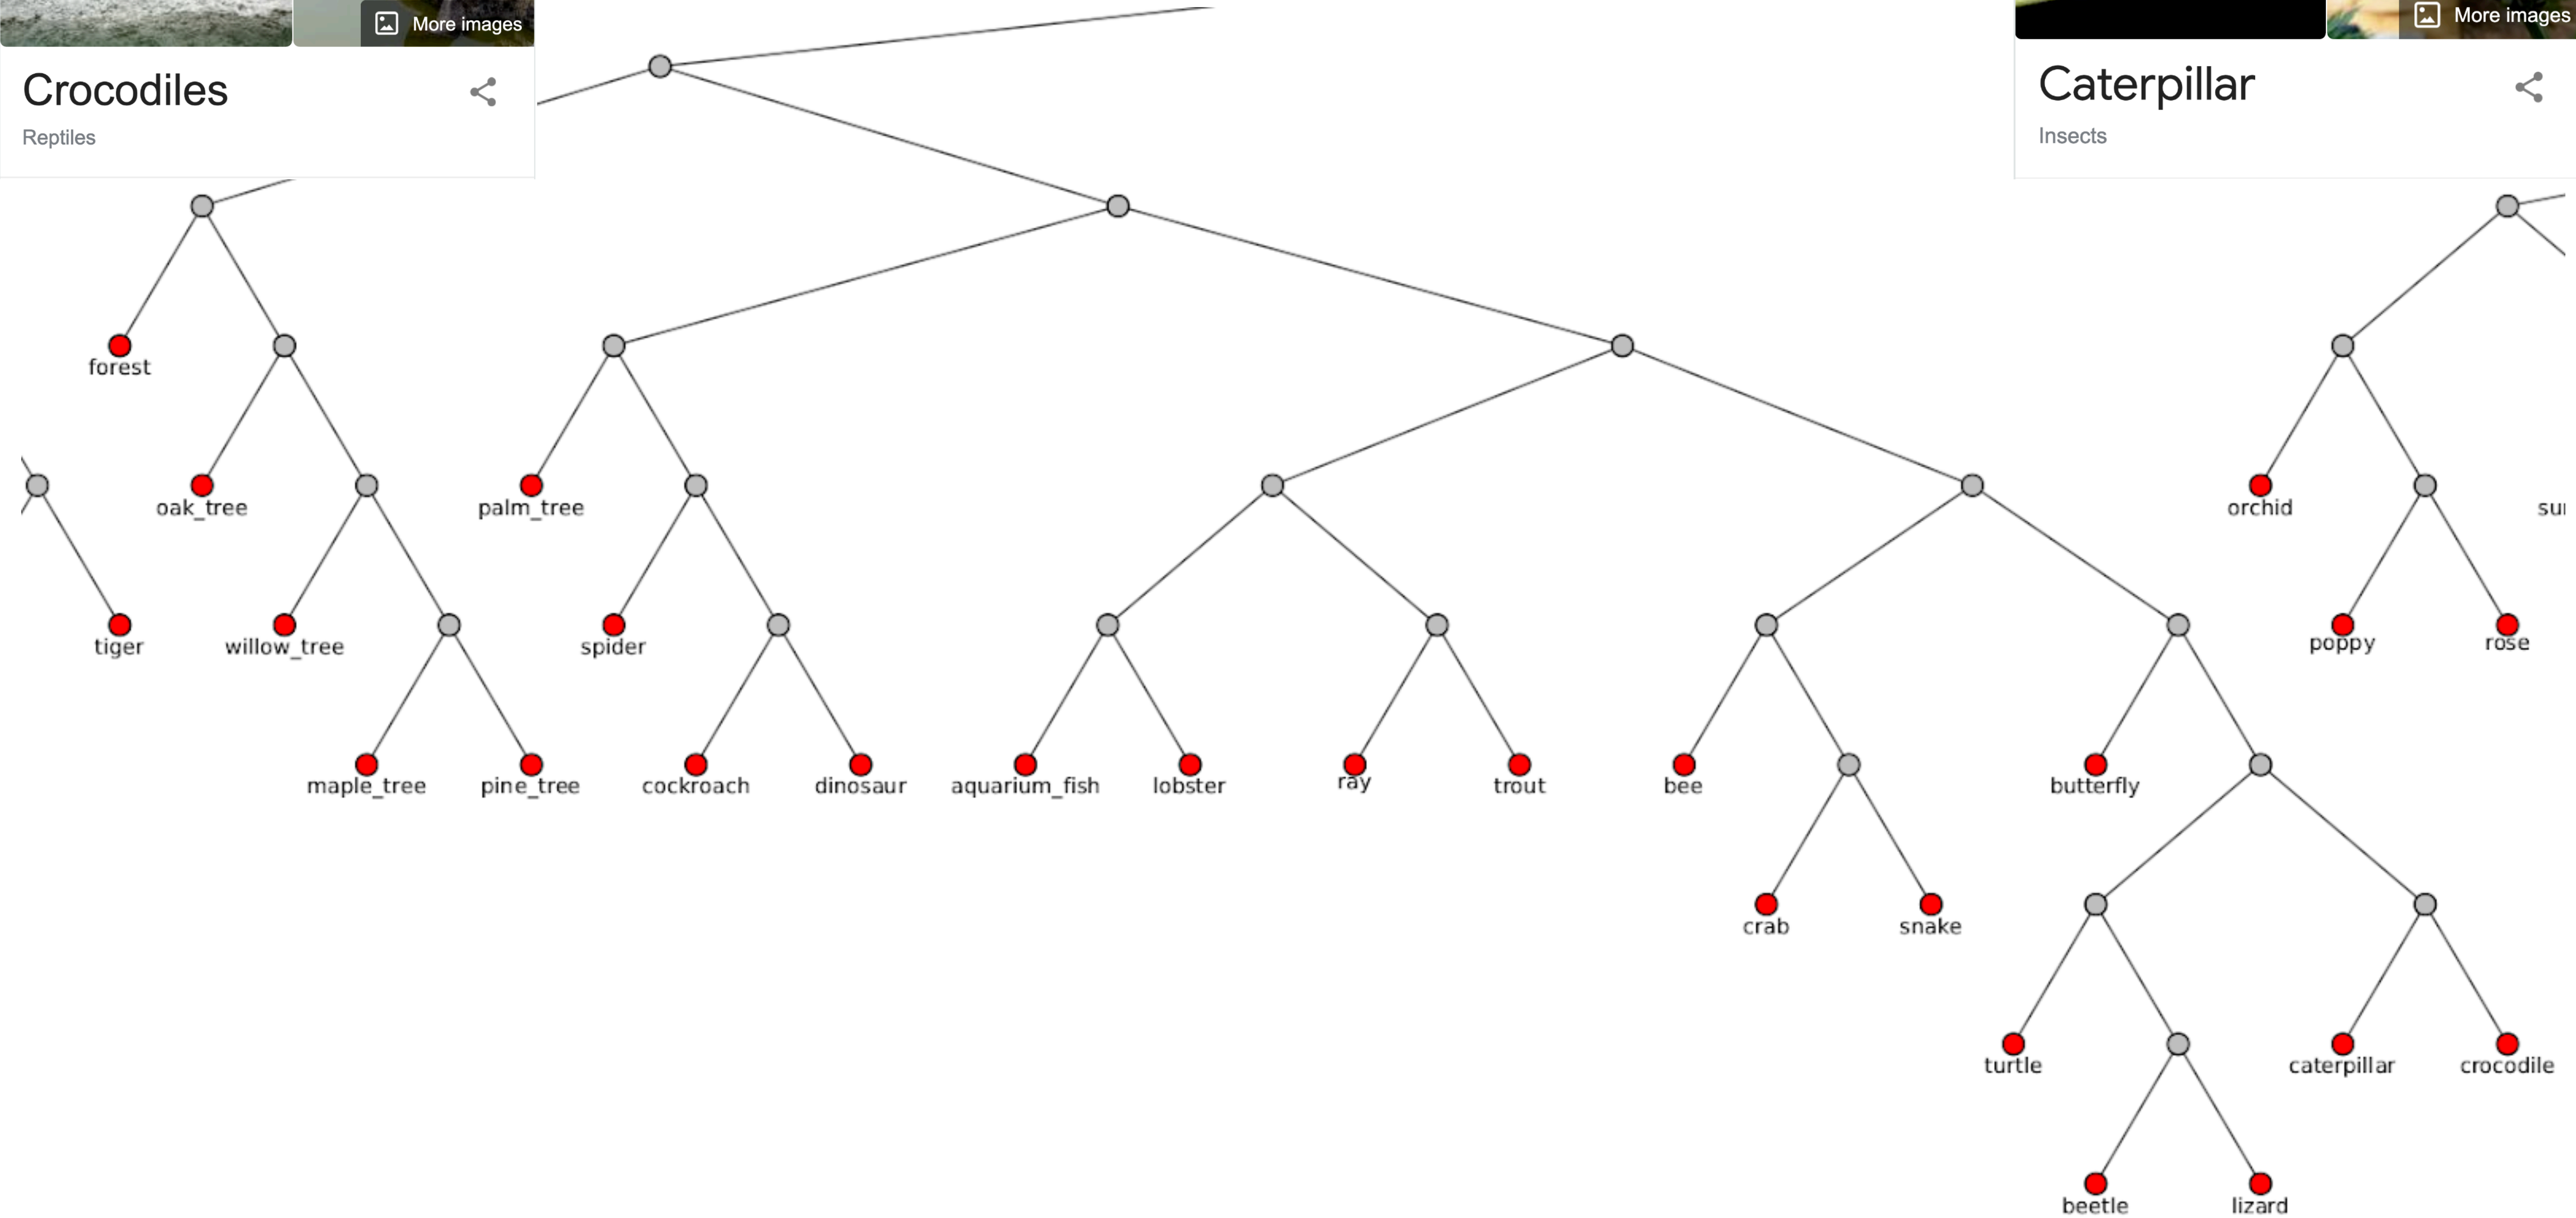 More images
Crocodiles
Reptiles
More images
Caterpillar
Insects
forest
oak_tree
palm_tree
orchid
tiger
willow_tree
spider
poppy
rose
maple_tree
pine_tree
cockroach
dinosaur
aquarium_fish
lobster
ray
trout
bee
butterfly
crab
snake
turtle
caterpillar
crocodile
beetle
lizard